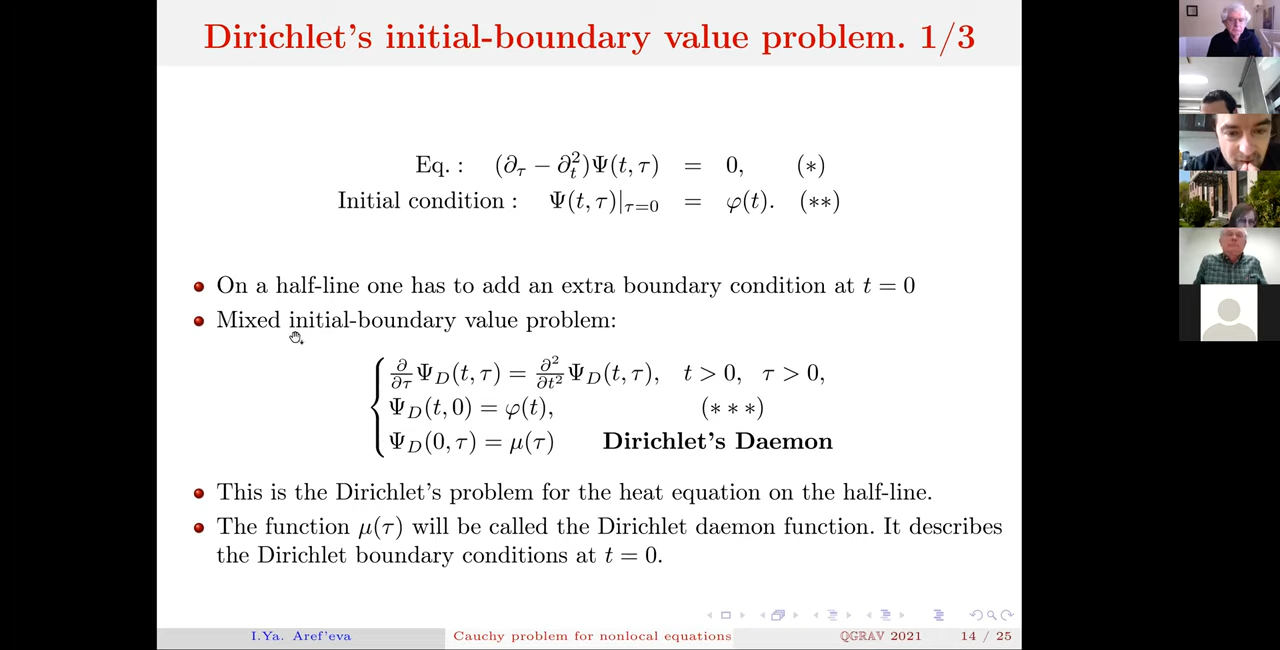 Dirichlet's initial-boundary value problem. 1/3
Eq. : (∂_τ − ∂_t^2)Ψ(t, τ) = 0, (∗)
Initial condition : Ψ(t, τ)|_{τ=0} = φ(t). (∗∗)
On a half-line one has to add an extra boundary condition at t = 0
Mixed initial-boundary value problem:
∂/∂τ Ψ_D(t, τ) = ∂^2/∂t^2 Ψ_D(t, τ), t > 0, τ > 0,
Ψ_D(t, 0) = φ(t), (∗ ∗ ∗)
Ψ_D(0, τ) = μ(τ) Dirichlet's Daemon
This is the Dirichlet's problem for the heat equation on the half-line.
The function μ(τ) will be called the Dirichlet daemon function. It describes
the Dirichlet boundary conditions at t = 0.
I.Ya. Aref'eva Cauchy problem for nonlocal equations QGRAV 2021 14 / 25